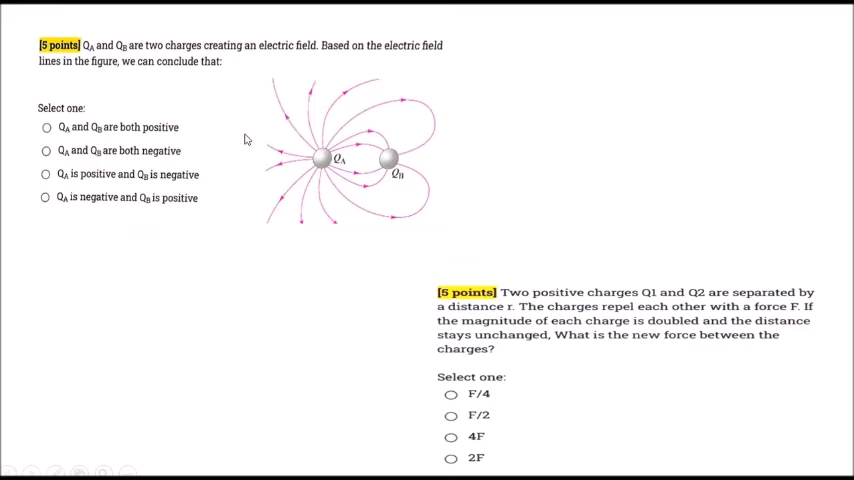 [5 points] QA and QB are two charges creating an electric field. Based on the electric field
lines in the figure, we can conclude that:
Select one:
QA and QB are both positive
QA and QB are both negative
QA is positive and QB is negative
QA is negative and QB is positive
QA
QB
[5 points] Two positive charges Q1 and Q2 are separated by
a distance r. The charges repel each other with a force F. If
the magnitude of each charge is doubled and the distance
stays unchanged, What is the new force between the
charges?
Select one:
F/4
F/2
4F
2F